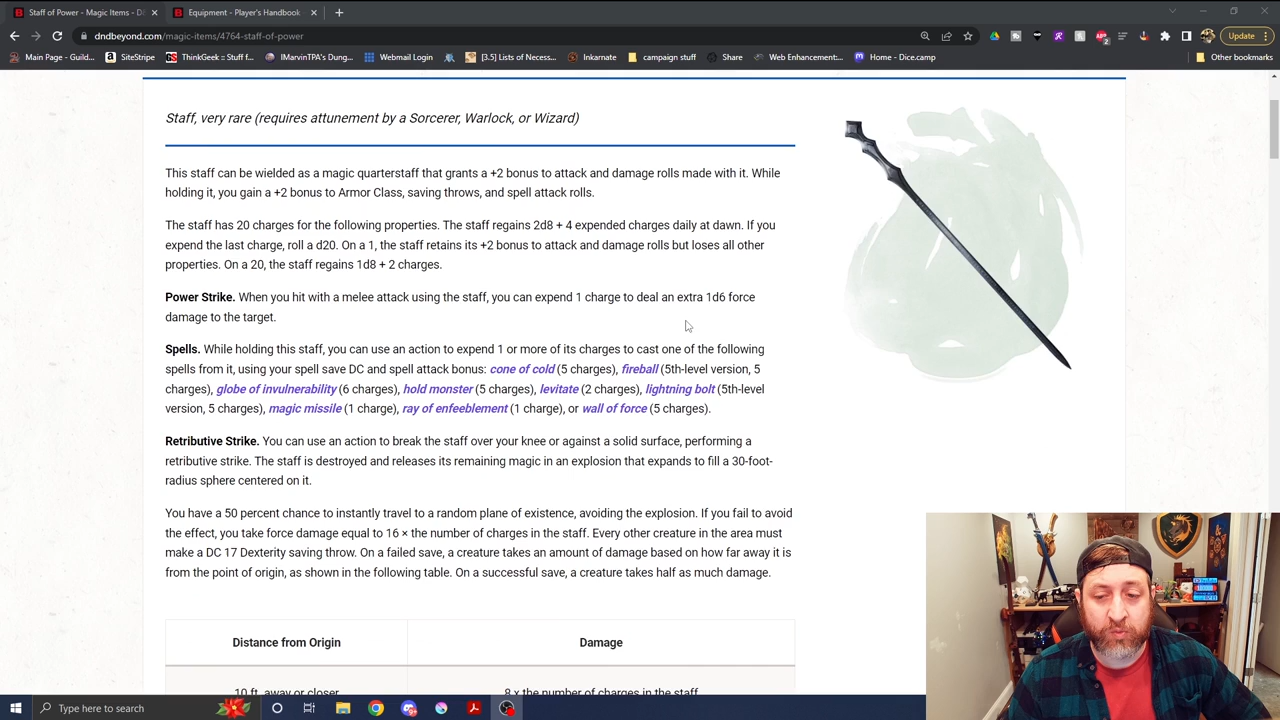 Staff of Power - Magic Items - D&
Equipment - Player's Handbook
dndbeyond.com/magic-items/4764-staff-of-power
Update
Main Page - Guild...
SiteStripe
ThinkGeek :: Stuff f...
IMarvinTPA's Dung...
Webmail Login
[3.5] Lists of Necess...
Inkarnate
campaign stuff
Share
Web Enhancement:...
Home - Dice.camp
Other bookmarks
Staff, very rare (requires attunement by a Sorcerer, Warlock, or Wizard)
This staff can be wielded as a magic quarterstaff that grants a +2 bonus to attack and damage rolls made with it. While
holding it, you gain a +2 bonus to Armor Class, saving throws, and spell attack rolls.
The staff has 20 charges for the following properties. The staff regains 2d8 + 4 expended charges daily at dawn. If you
expend the last charge, roll a d20. On a 1, the staff retains its +2 bonus to attack and damage rolls but loses all other
properties. On a 20, the staff regains 1d8 + 2 charges.
Power Strike. When you hit with a melee attack using the staff, you can expend 1 charge to deal an extra 1d6 force
damage to the target.
Spells. While holding this staff, you can use an action to expend 1 or more of its charges to cast one of the following
spells from it, using your spell save DC and spell attack bonus: cone of cold (5 charges), fireball (5th-level version, 5
charges), globe of invulnerability (6 charges), hold monster (5 charges), levitate (2 charges), lightning bolt (5th-level
version, 5 charges), magic missile (1 charge), ray of enfeeblement (1 charge), or wall of force (5 charges).
Retributive Strike. You can use an action to break the staff over your knee or against a solid surface, performing a
retributive strike. The staff is destroyed and releases its remaining magic in an explosion that expands to fill a 30-foot-
radius sphere centered on it.
You have a 50 percent chance to instantly travel to a random plane of existence, avoiding the explosion. If you fail to avoid
the effect, you take force damage equal to 16 × the number of charges in the staff. Every other creature in the area must
make a DC 17 Dexterity saving throw. On a failed save, a creature takes an amount of damage based on how far away it is
from the point of origin, as shown in the following table. On a successful save, a creature takes half as much damage.
Distance from Origin
Damage
10 ft. away or closer
8 x the number of charges in the staff
Type here to search